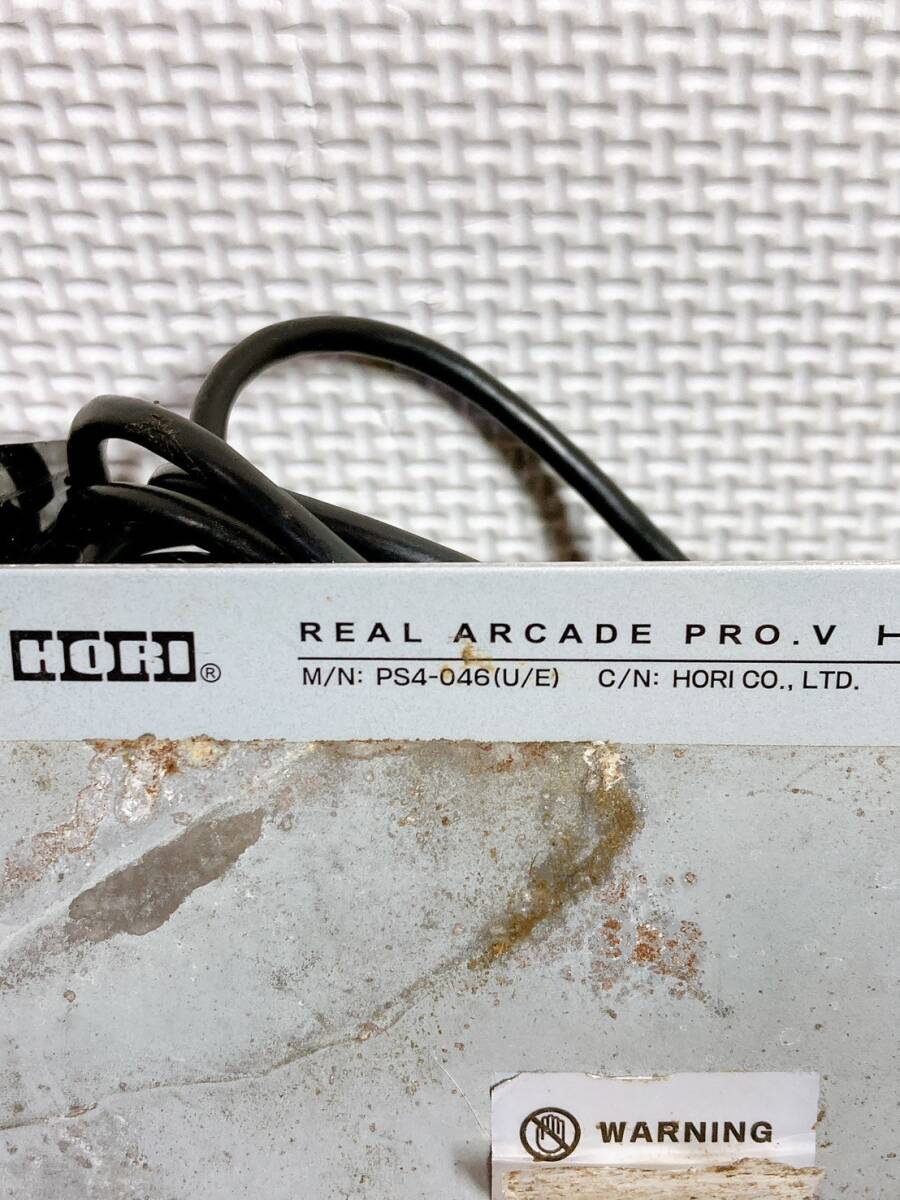 HORI®
REAL ARCADE PRO.V
M/N: PS4-046(U/E) C/N: HORI CO., LTD.
WARNING